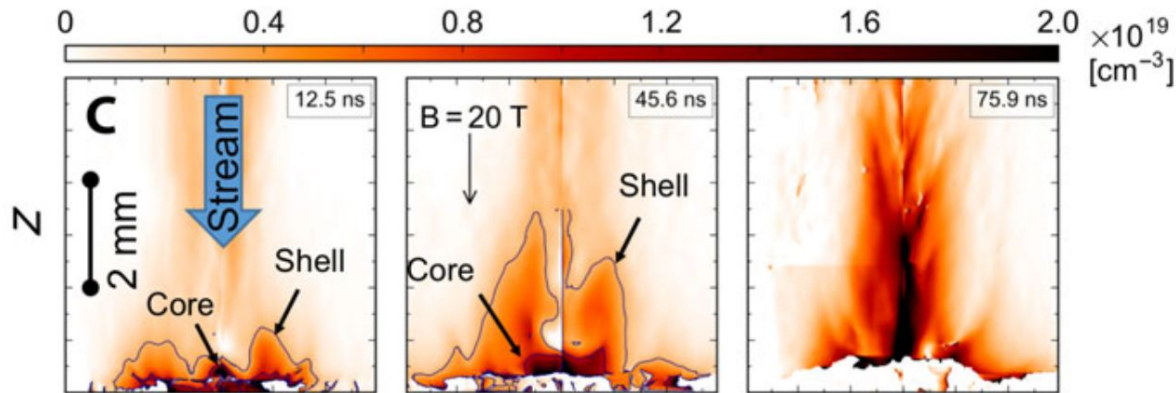 0 0.4 0.8 1.2 1.6 2.0 ×10¹⁹
[cm⁻³]
C
12.5 ns
Stream
Z
2 mm
Core
Shell
45.6 ns
B = 20 T
Shell
Core
75.9 ns